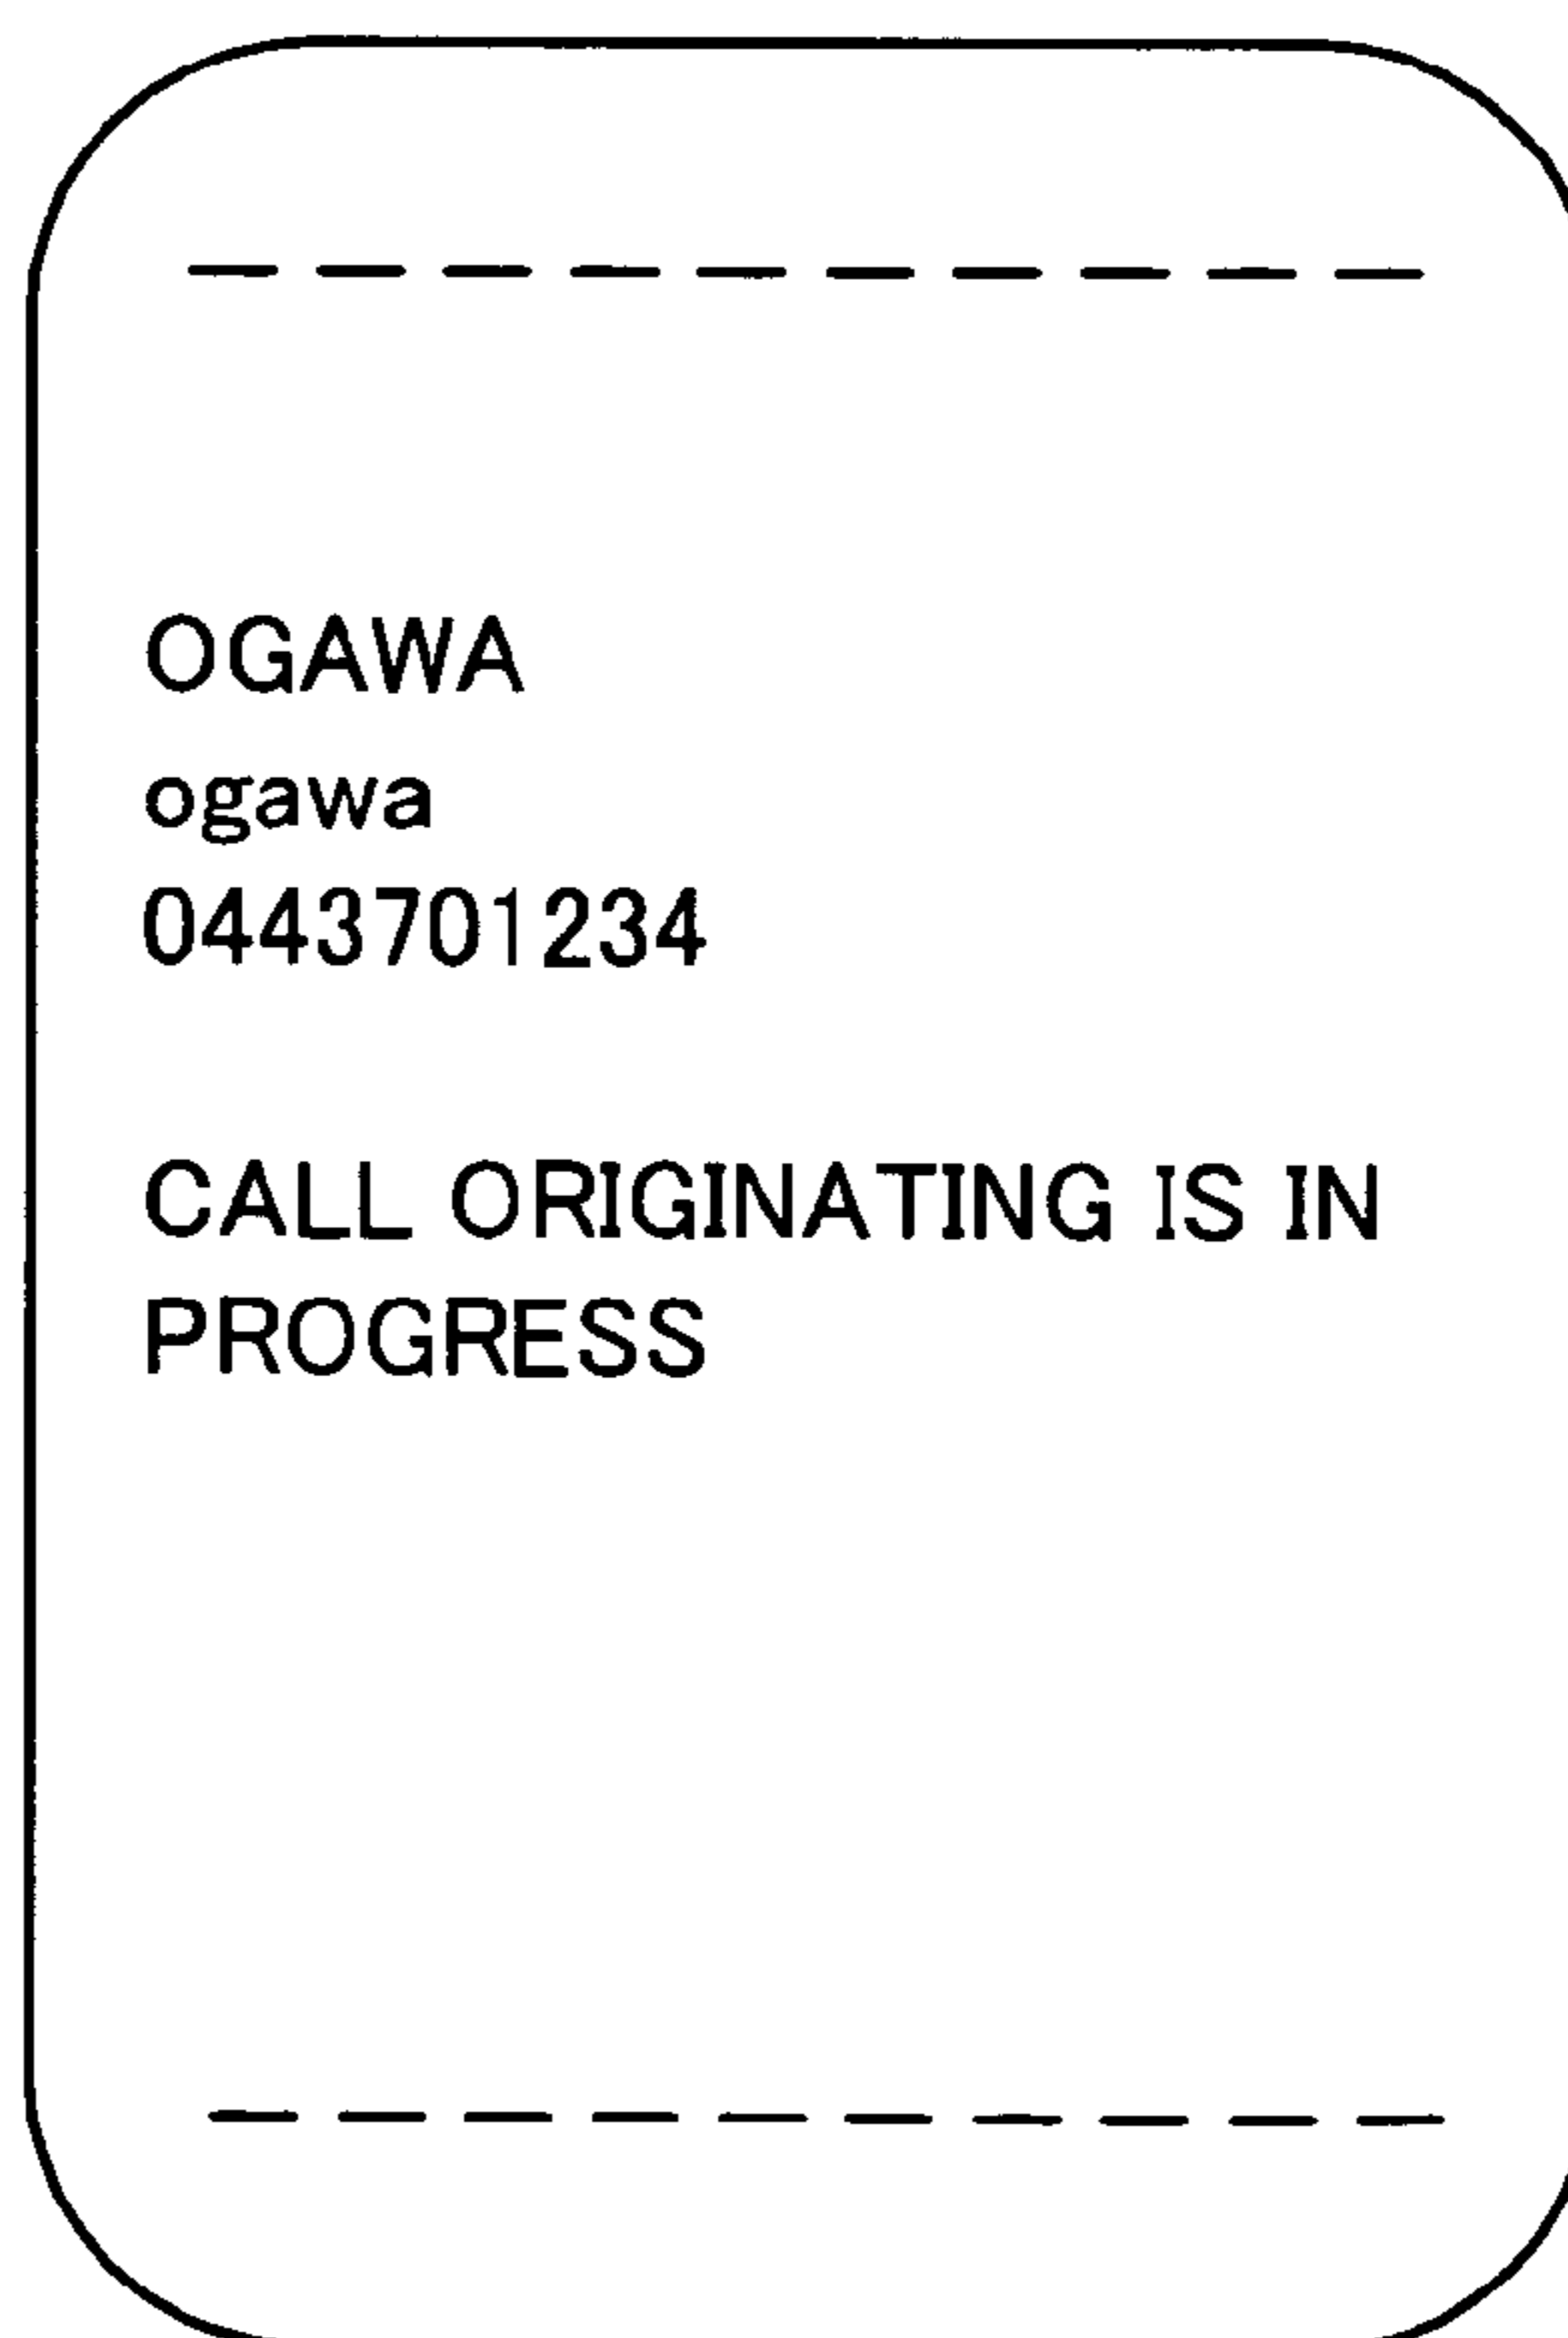 OGAWA
ogawa
0443701234
CALL ORIGINATING IS IN
PROGRESS